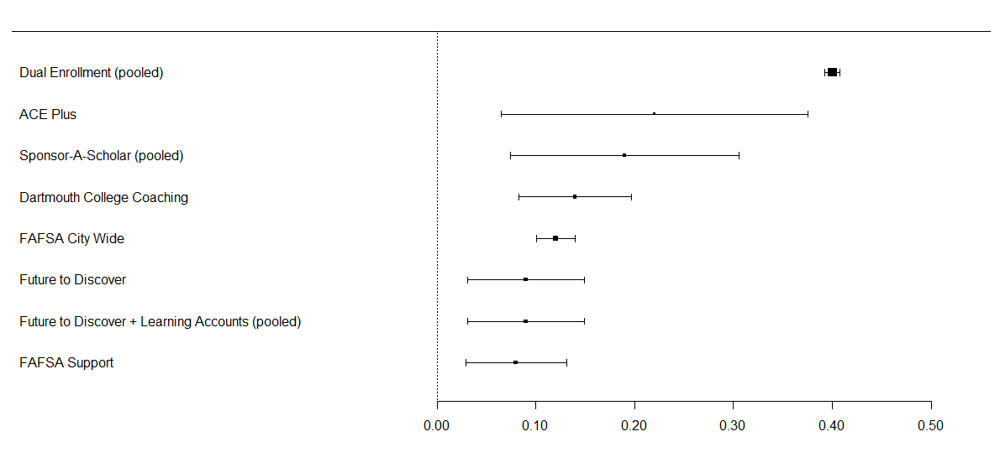 Dual Enrollment (pooled)
ACE Plus
Sponsor-A-Scholar (pooled)
Dartmouth College Coaching
FAFSA City Wide
Future to Discover
Future to Discover + Learning Accounts (pooled)
FAFSA Support
0.00 0.10 0.20 0.30 0.40 0.50